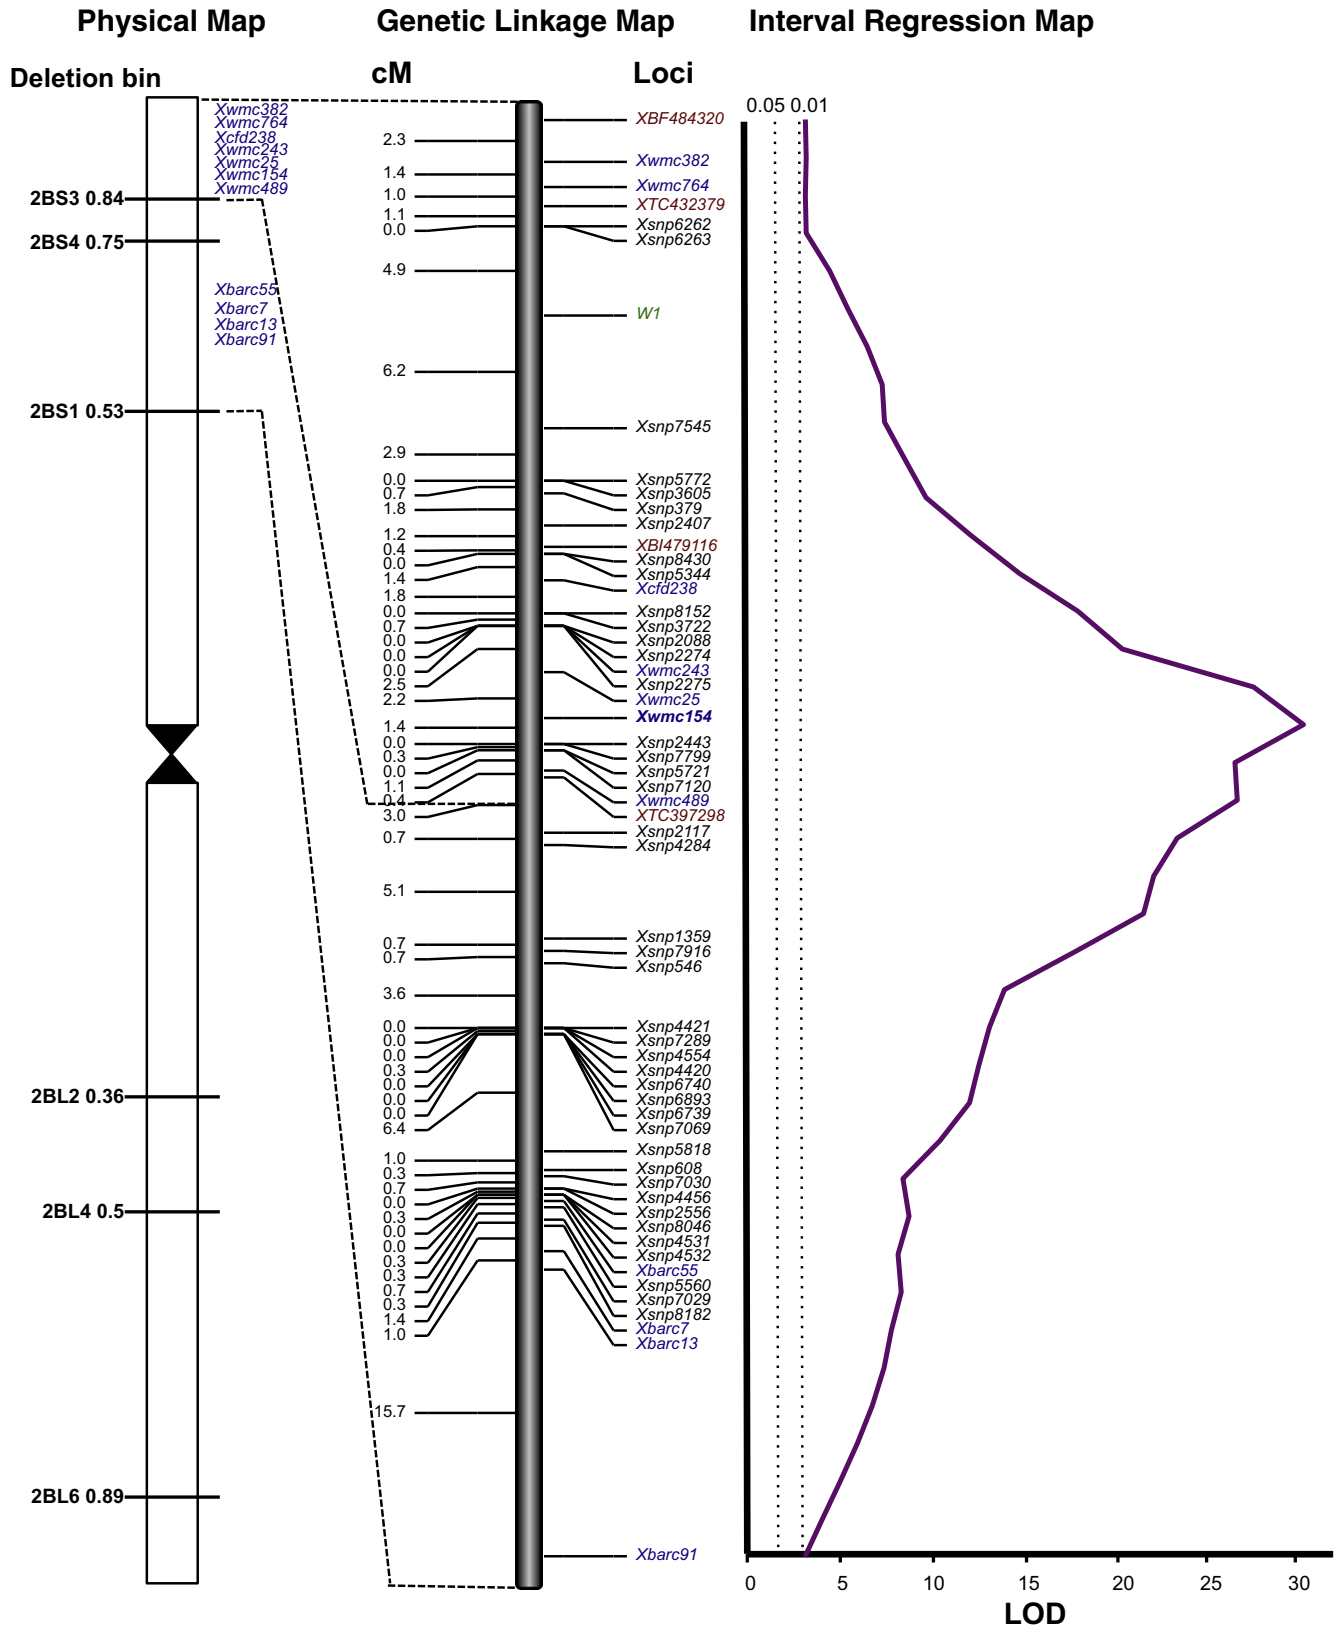 Physical Map
Genetic Linkage Map
Interval Regression Map
Deletion bin
cM
Loci
Xwmc382
Xwmc764
Xcfd238
Xwmc243
Xwmc25
Xwmc154
Xwmc489
2BS3 0.84
2BS4 0.75
Xbarc55
Xbarc7
Xbarc13
Xbarc91
2BS1 0.53
2BL2 0.36
2BL4 0.5
2BL6 0.89
2.3
1.4
1.0
1.1
0.0
4.9
6.2
2.9
0.0
0.7
1.8
1.2
0.4
0.0
1.4
1.8
0.0
0.7
0.0
0.0
0.0
2.5
2.2
1.4
0.0
0.3
0.0
1.1
0.4
3.0
0.7
5.1
0.7
0.7
3.6
0.0
0.0
0.0
0.3
0.0
0.0
0.0
6.4
1.0
0.3
0.7
0.0
0.3
0.0
0.0
0.3
0.3
0.7
0.3
1.4
1.0
15.7
XBF484320
Xwmc382
Xwmc764
XTC432379
Xsnp6262
Xsnp6263
W1
Xsnp7545
Xsnp5772
Xsnp3605
Xsnp379
Xsnp2407
XBI479116
Xsnp8430
Xsnp5344
Xcfd238
Xsnp8152
Xsnp3722
Xsnp2088
Xsnp2274
Xwmc243
Xsnp2275
Xwmc25
Xwmc154
Xsnp2443
Xsnp7799
Xsnp5721
Xsnp7120
Xwmc489
XTC397298
Xsnp2117
Xsnp4284
Xsnp1359
Xsnp7916
Xsnp546
Xsnp4421
Xsnp7289
Xsnp4554
Xsnp4420
Xsnp6740
Xsnp6893
Xsnp6739
Xsnp7069
Xsnp5818
Xsnp608
Xsnp7030
Xsnp4456
Xsnp2556
Xsnp8046
Xsnp4531
Xsnp4532
Xbarc55
Xsnp5560
Xsnp7029
Xsnp8182
Xbarc7
Xbarc13
Xbarc91
0.05 0.01
0 5 10 15 20 25 30
LOD